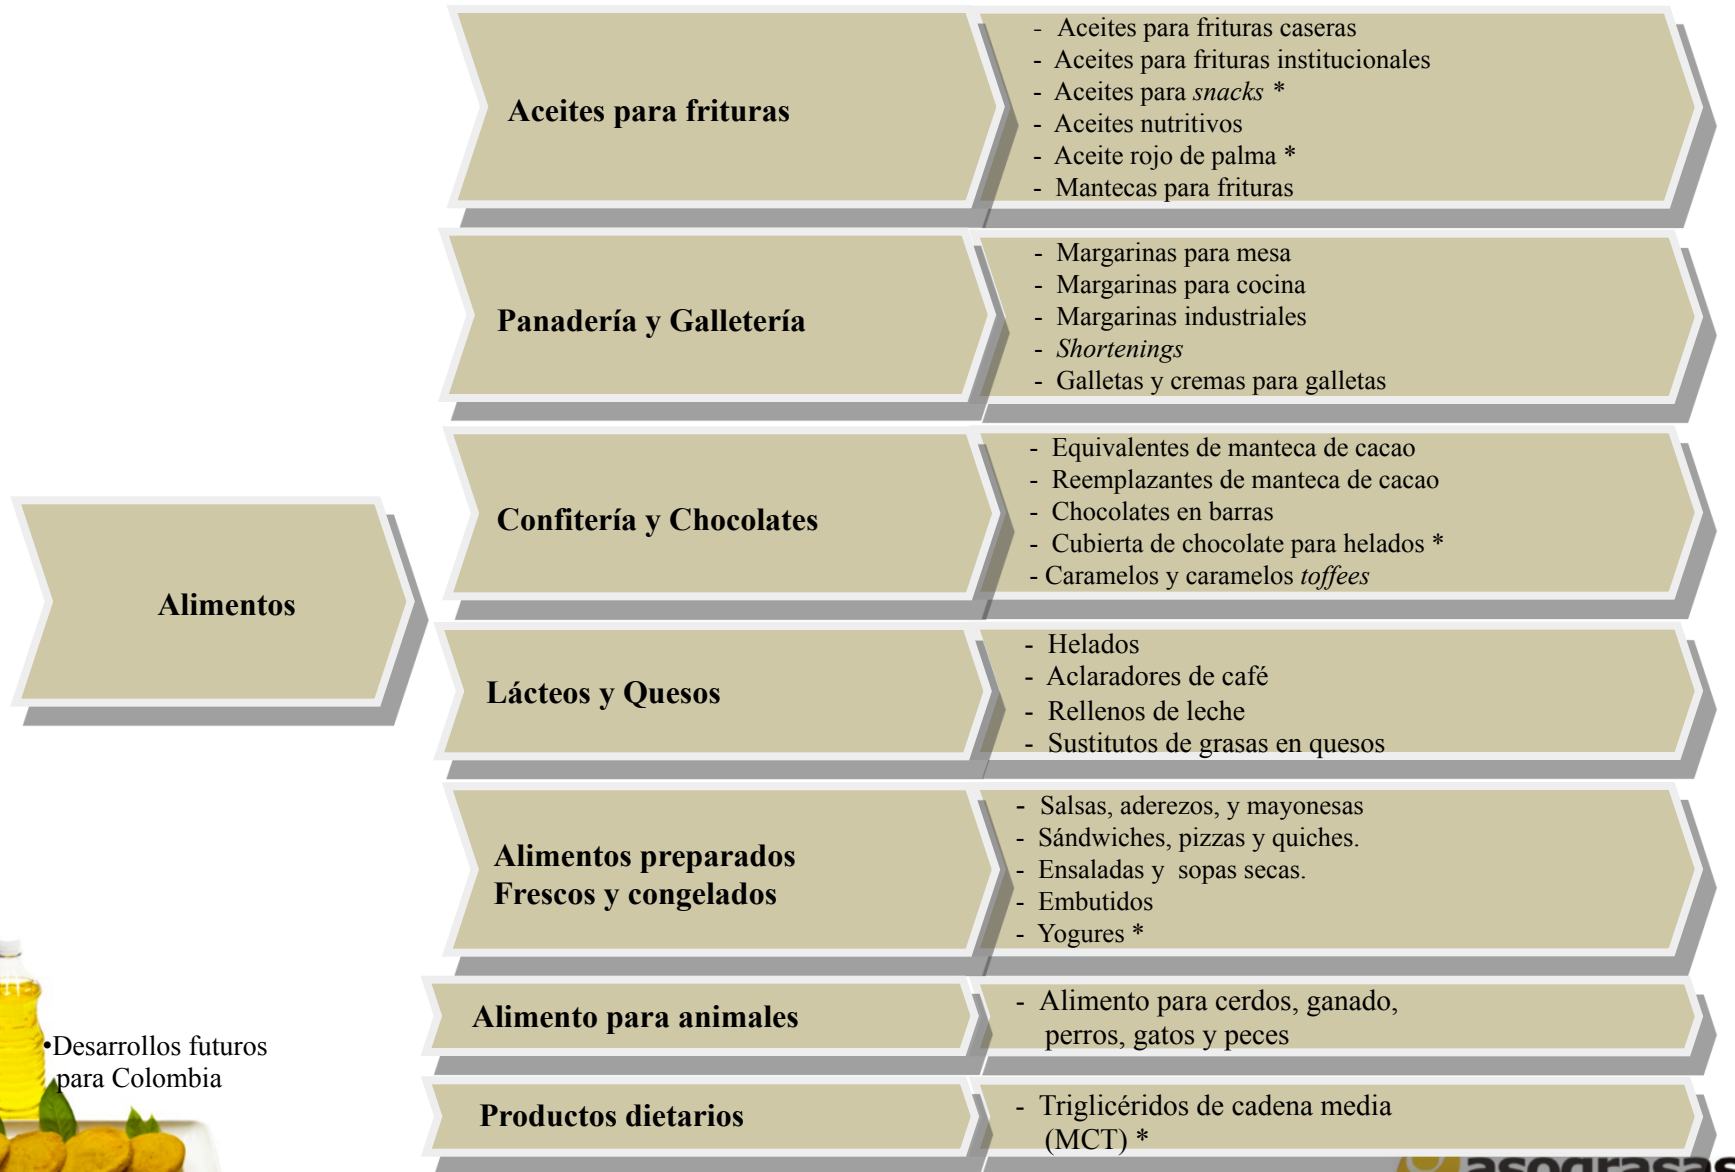 Alimentos
Aceites para frituras
- Aceites para frituras caseras
- Aceites para frituras institucionales
- Aceites para snacks *
- Aceites nutritivos
- Aceite rojo de palma *
- Mantecas para frituras
Panadería y Galletería
- Margarinas para mesa
- Margarinas para cocina
- Margarinas industriales
- Shortenings
- Galletas y cremas para galletas
Confitería y Chocolates
- Equivalentes de manteca de cacao
- Reemplazantes de manteca de cacao
- Chocolates en barras
- Cubierta de chocolate para helados *
- Caramelos y caramelos toffees
Lácteos y Quesos
- Helados
- Aclaradores de café
- Rellenos de leche
- Sustitutos de grasas en quesos
Alimentos preparados
Frescos y congelados
- Salsas, aderezos, y mayonesas
- Sándwiches, pizzas y quiches.
- Ensaladas y sopas secas.
- Embutidos
- Yogures *
Alimento para animales
- Alimento para cerdos, ganado,
perros, gatos y peces
Productos dietarios
- Triglicéridos de cadena media
(MCT) *
•Desarrollos futuros
para Colombia
asograsas